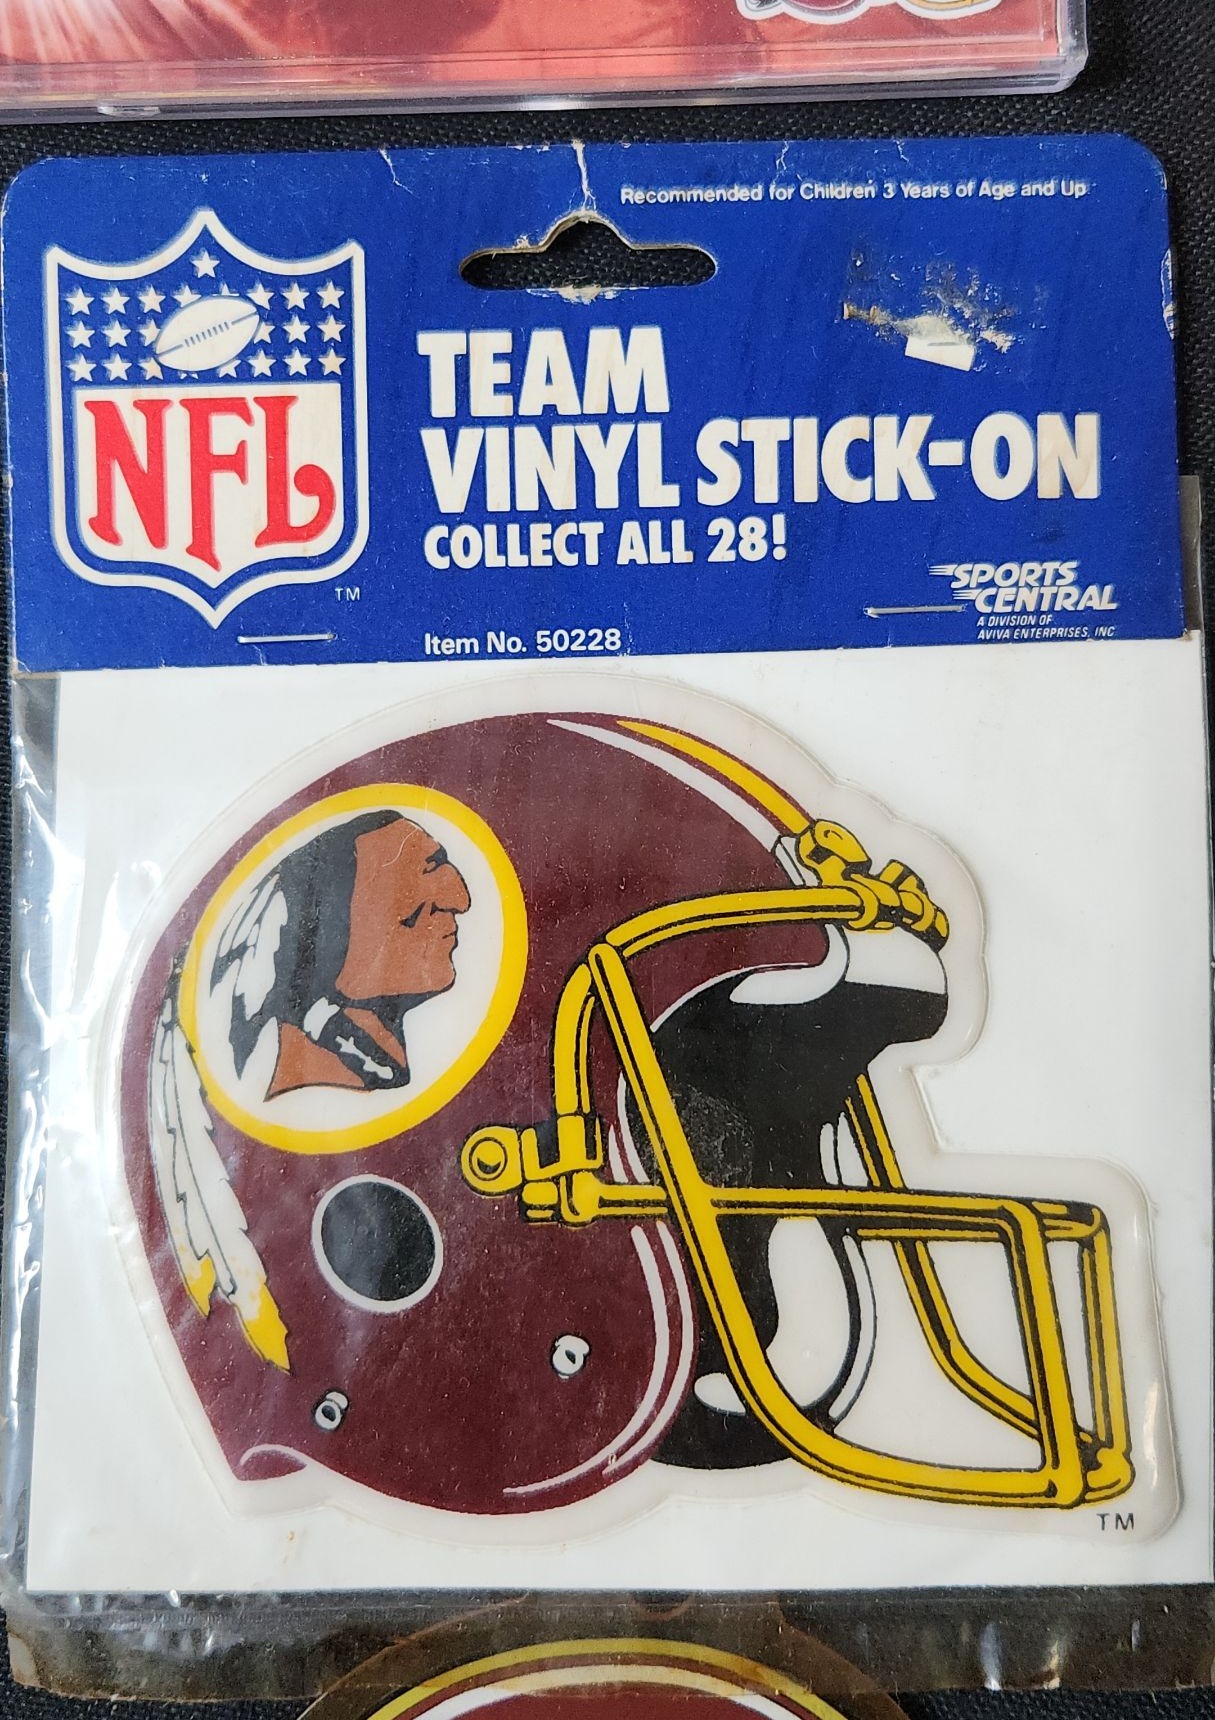 Recommended for Children 3 Years of Age and Up
NFL
TM
TEAM
VINYL STICK-ON
COLLECT ALL 28!
SPORTS
CENTRAL
A DIVISION OF
AVIVA ENTERPRISES, INC
Item No. 50228
TM